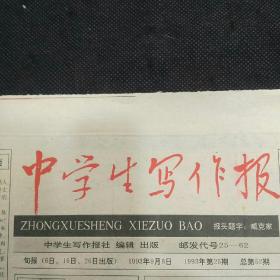 中学生写作报
ZHONGXUESHENG XIEZUO BAO 报头题字：臧克家
中学生写作报社 编辑 出版 邮发代号25—62
旬报（6日、16日、26日出版） 1993年9月6日 1993年第25期